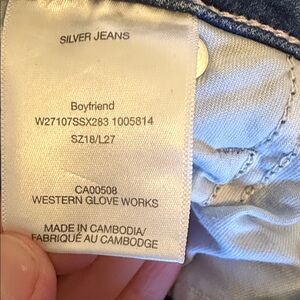 SILVER JEANS
Boyfriend
W27107SSX283 1005814
SZ18/L27
CA00508
WESTERN GLOVE WORKS
MADE IN CAMBODIA/
FABRIQUÉ AU CAMBODGE